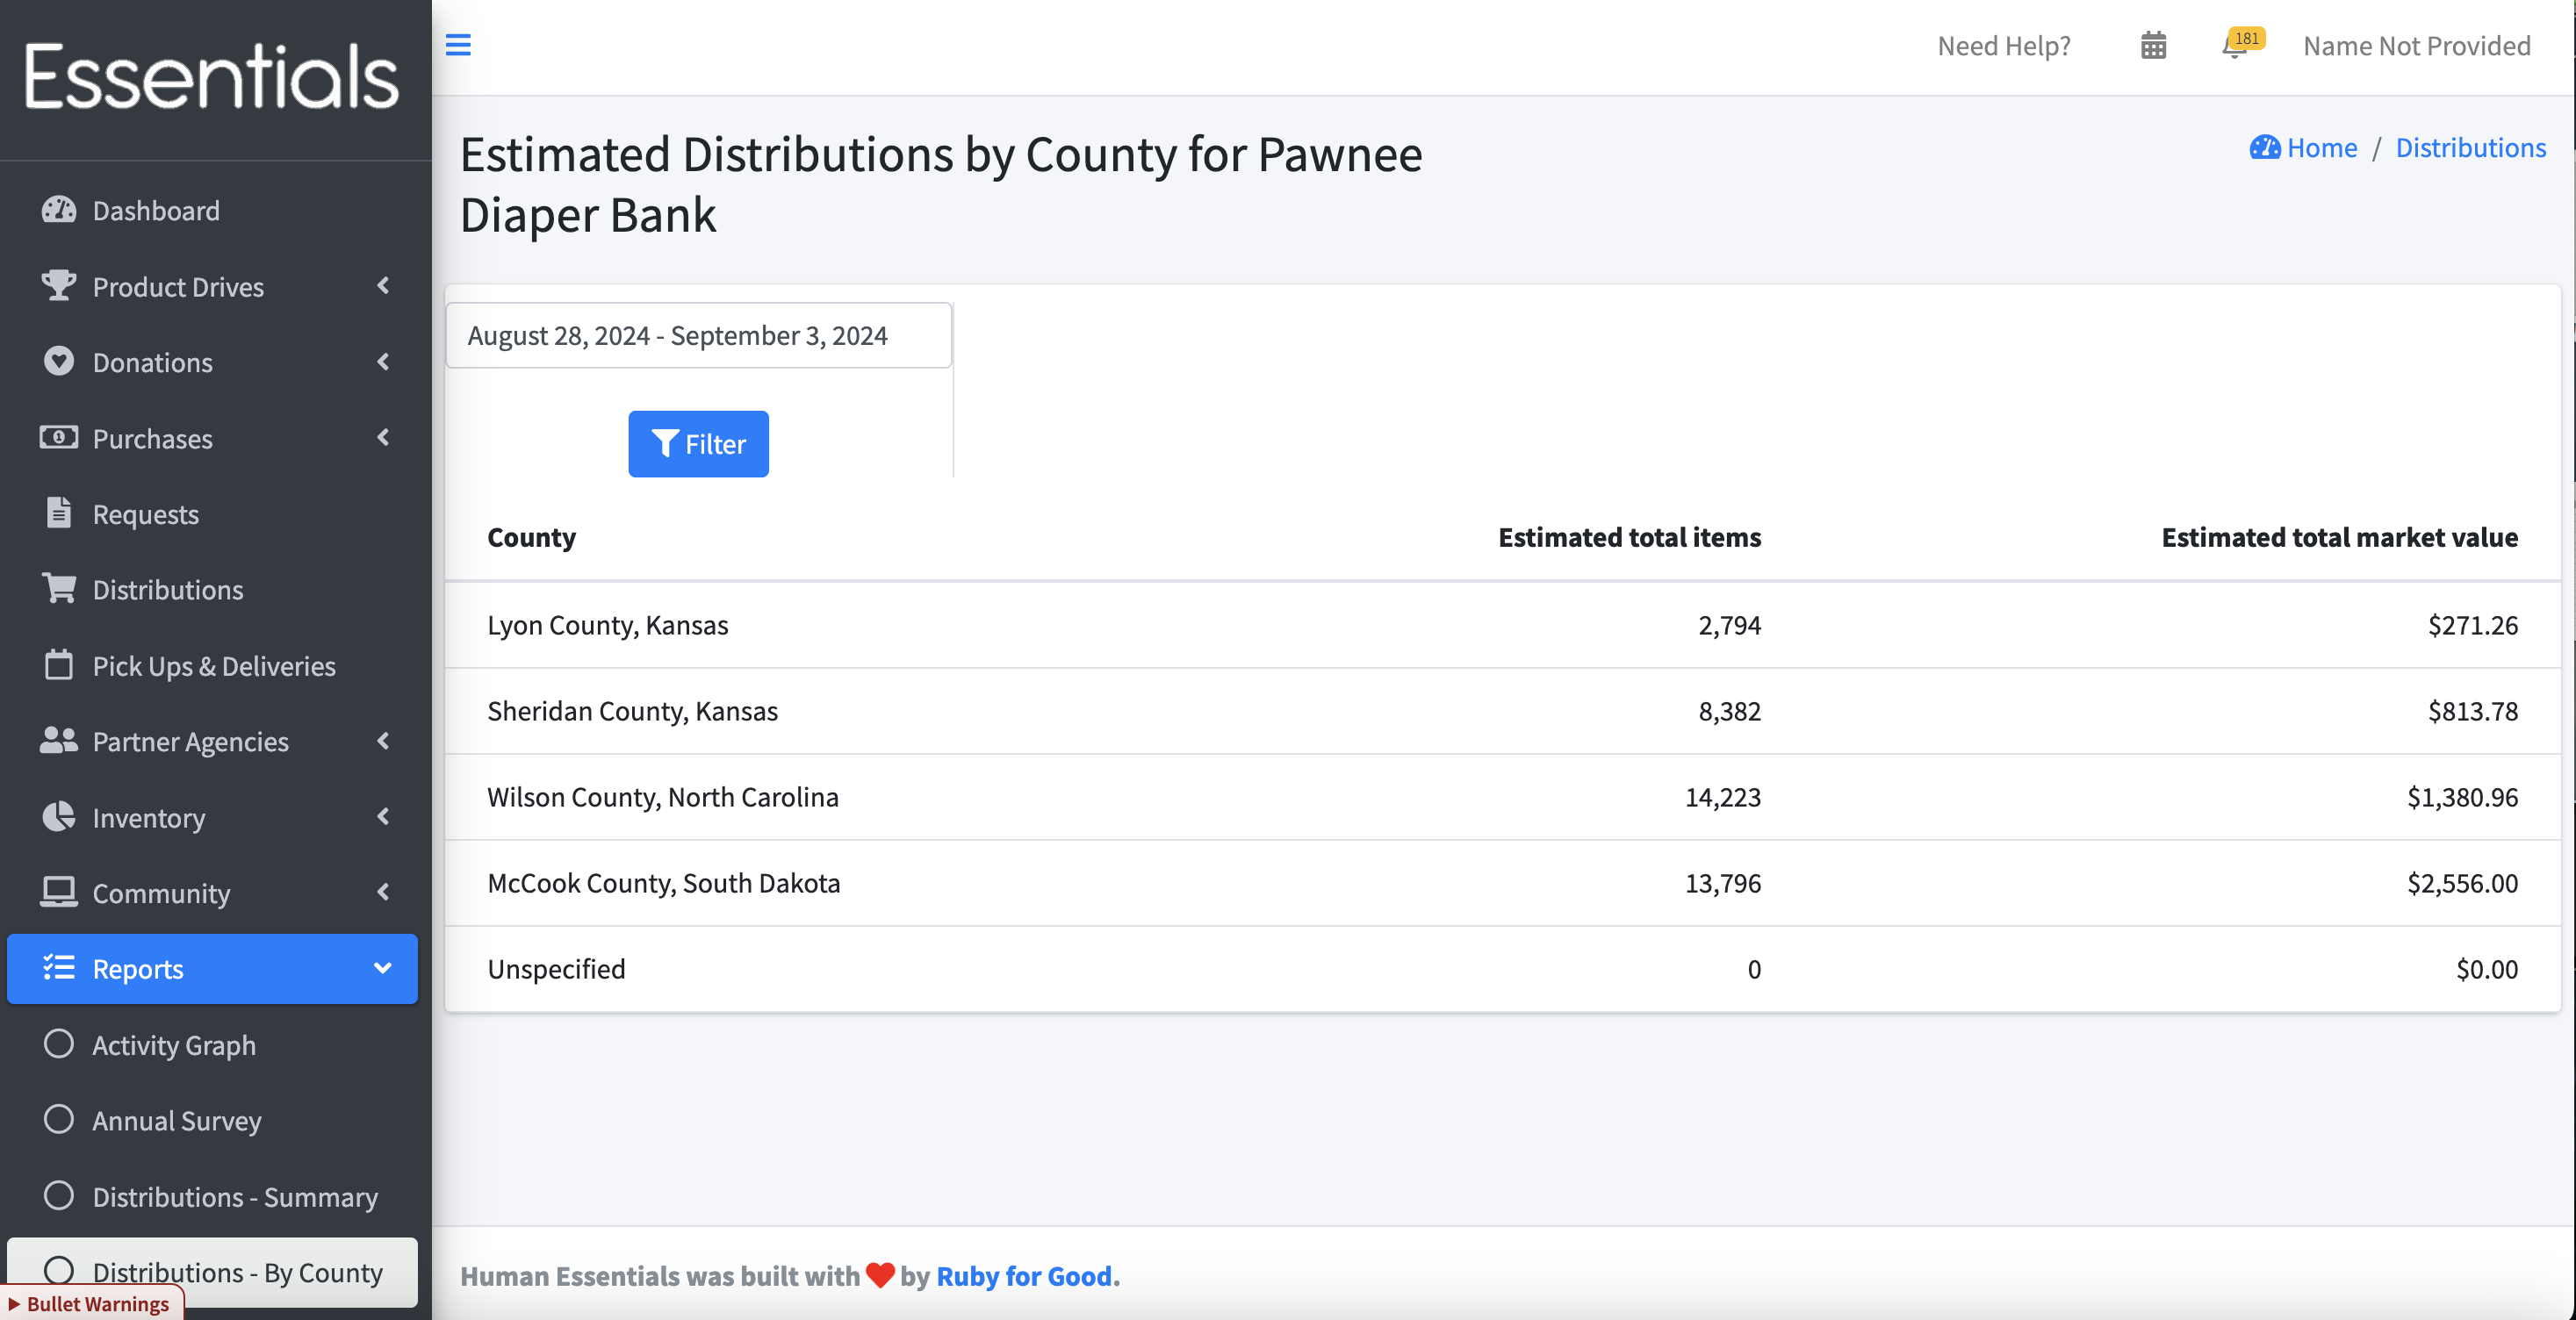 Essentials
Dashboard
Product Drives
Donations
Purchases
Requests
Distributions
Pick Ups & Deliveries
Partner Agencies
Inventory
Community
Reports
Activity Graph
Annual Survey
Distributions - Summary
Distributions - By County
Bullet Warnings
Need Help?
181
Name Not Provided
Estimated Distributions by County for Pawnee
Diaper Bank
Home / Distributions
August 28, 2024 - September 3, 2024
Filter
County Estimated total items Estimated total market value
Lyon County, Kansas 2,794 $271.26
Sheridan County, Kansas 8,382 $813.78
Wilson County, North Carolina 14,223 $1,380.96
McCook County, South Dakota 13,796 $2,556.00
Unspecified 0 $0.00
Human Essentials was built with ❤ by Ruby for Good.